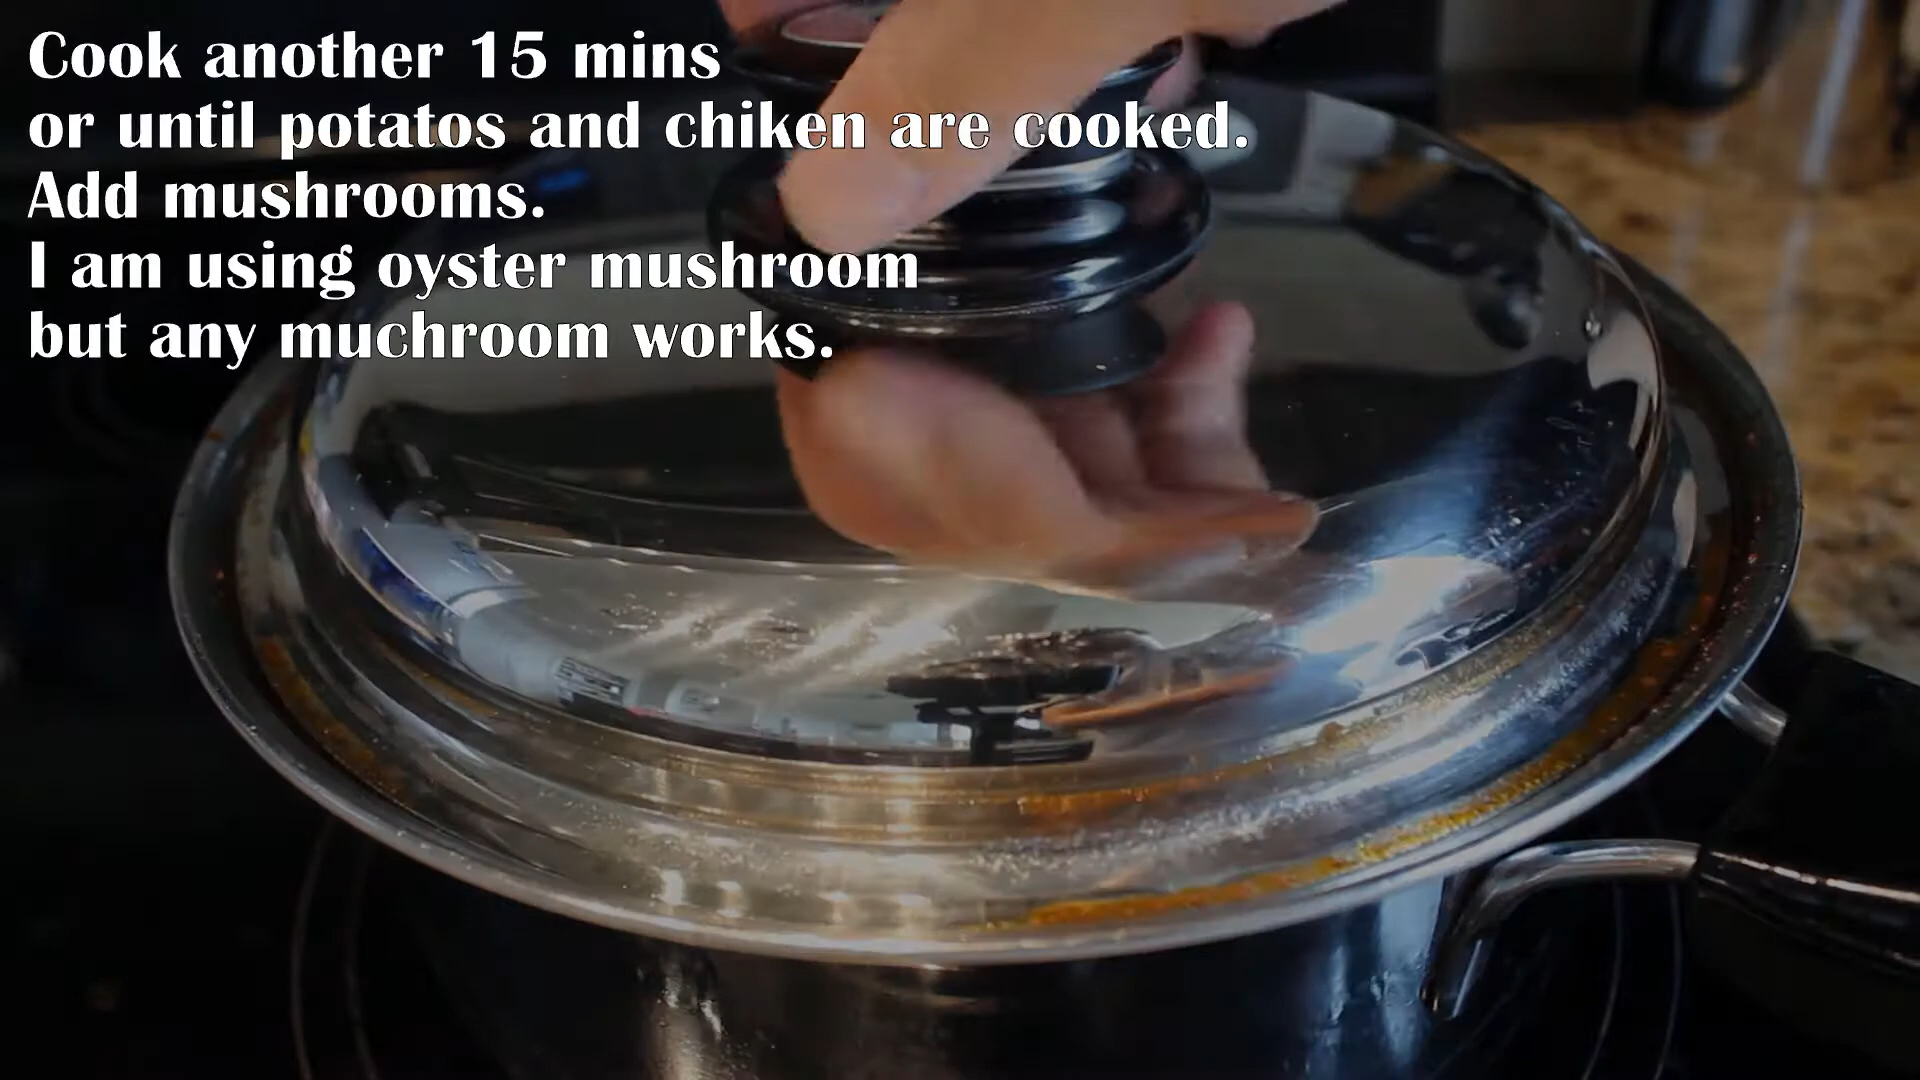 Cook another 15 mins
or until potatos and chiken are cooked.
Add mushrooms.
I am using oyster mushroom
but any muchroom works.